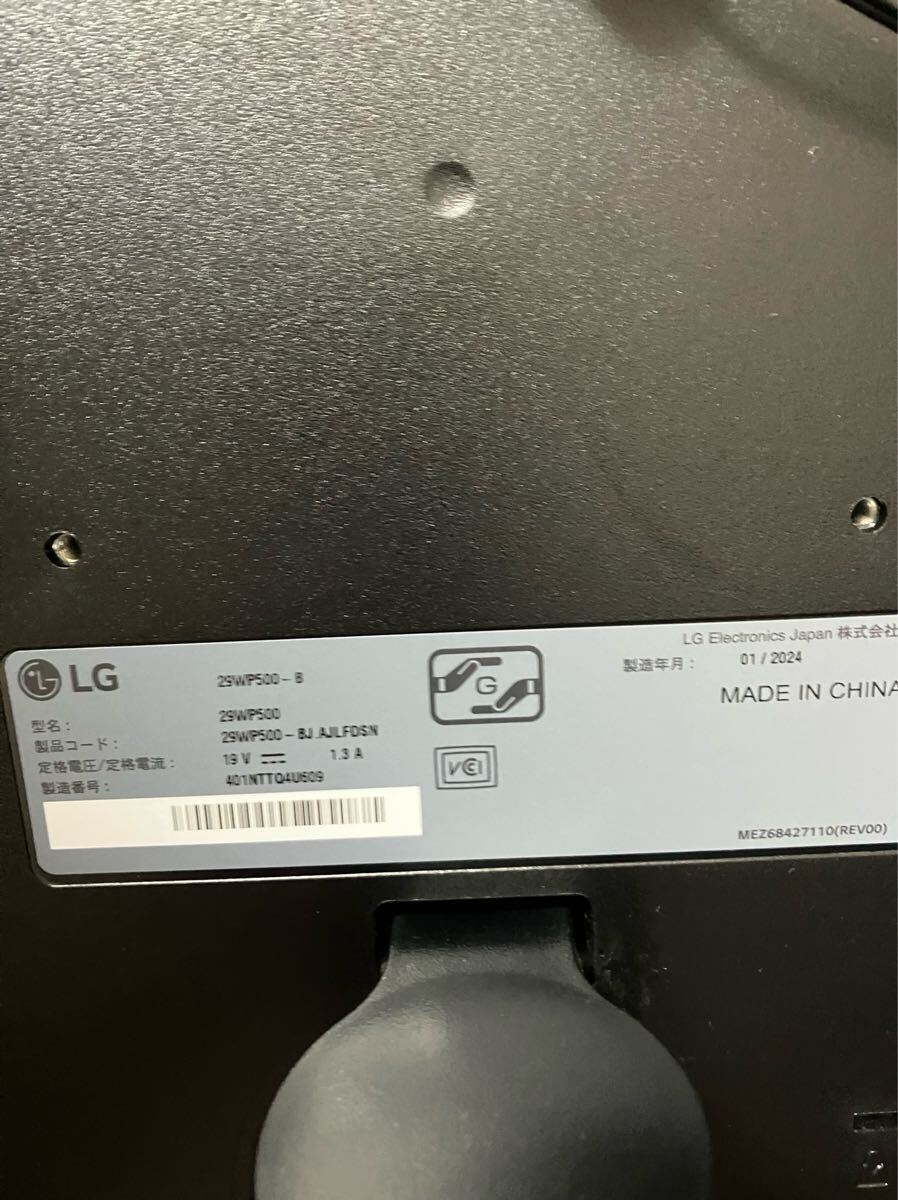 LG
29WP500-B
型名：
29WP500
製品コード：
29WP500-BJ.AJLFDSN
定格電圧/定格電流：
19 V
1.3 A
製造番号：
401NTTQ4U609
G
VCI
LG Electronics Japan 株式会社
製造年月：
01 / 2024
MADE IN CHINA
MEZ68427110(REV00)